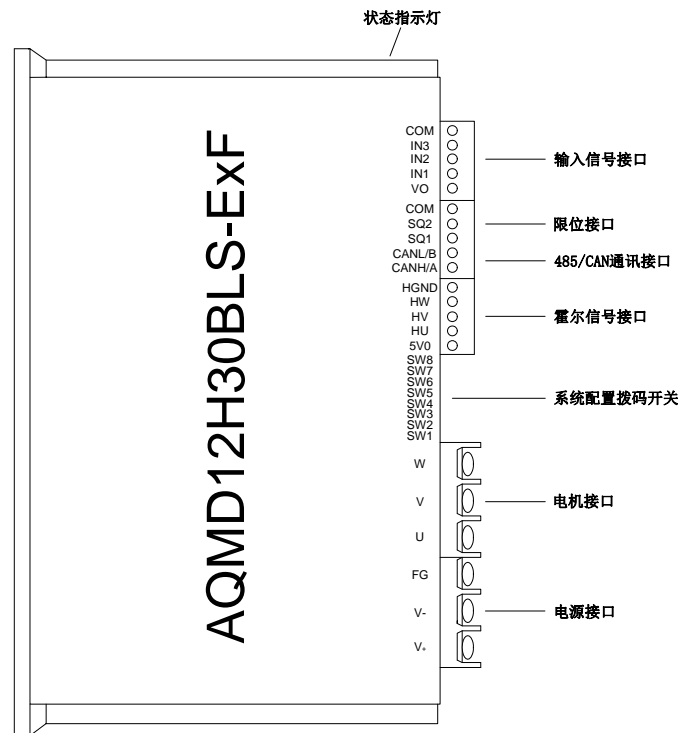 状态指示灯
AQMD12H30BLS-ExF
COM
IN3
IN2
IN1
VO
输入信号接口
COM
SQ2
SQ1
限位接口
CANL/B
CANH/A
485/CAN通讯接口
HGND
HW
HV
HU
5V0
霍尔信号接口
SW8
SW7
SW6
SW5
SW4
SW3
SW2
SW1
系统配置拨码开关
W
V
U
电机接口
FG
V-
V+
电源接口